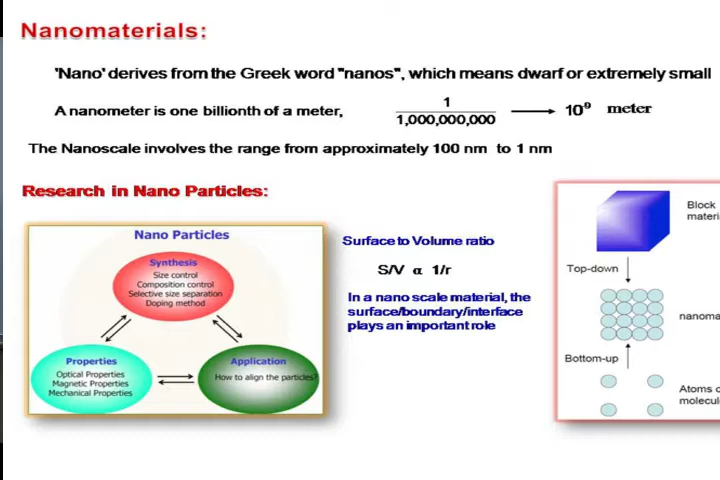 Nanomaterials:
'Nano' derives from the Greek word "nanos", which means dwarf or extremely small
A nanometer is one billionth of a meter,
1
1,000,000,000
10⁻⁹ meter
The Nanoscale involves the range from approximately 100 nm to 1 nm
Research in Nano Particles:
Nano Particles
Synthesis
Size control
Composition control
Selective size separation
Doping method
Properties
Optical Properties
Magnetic Properties
Mechanical Properties
Application
How to align the particles?
Surface to Volume ratio
S/V α 1/r
In a nano scale material, the
surface/boundary/interface
plays an important role
Block
materi
Top-down
nanoma
Bottom-up
Atoms o
molecul